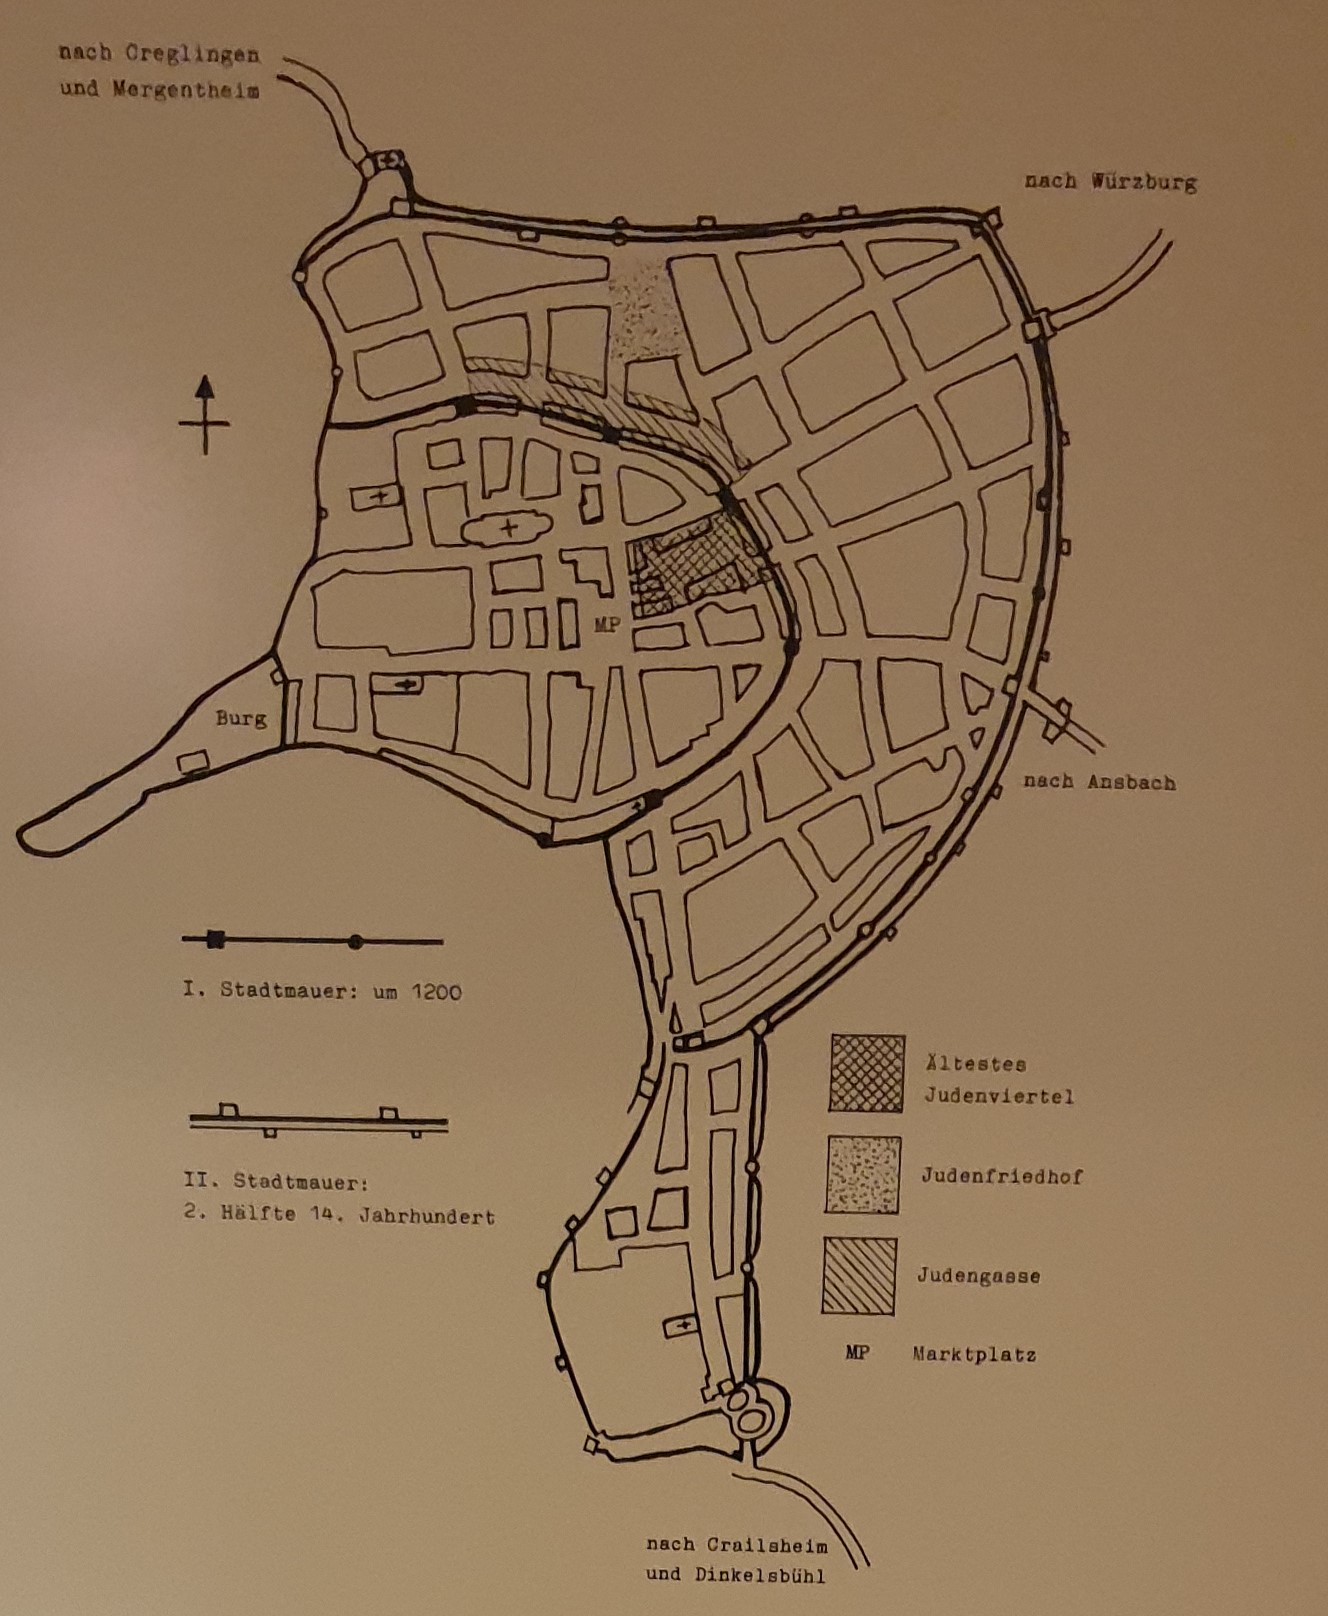 nach Creglingen
und Mergentheim
nach Würzburg
MP
Burg
nach Ansbach
I. Stadtmauer: um 1200
II. Stadtmauer:
2. Hälfte 14. Jahrhundert
Ältestes
Judenviertel
Judenfriedhof
Judengasse
MP Marktplatz
nach Crailsheim
und Dinkelsbühl